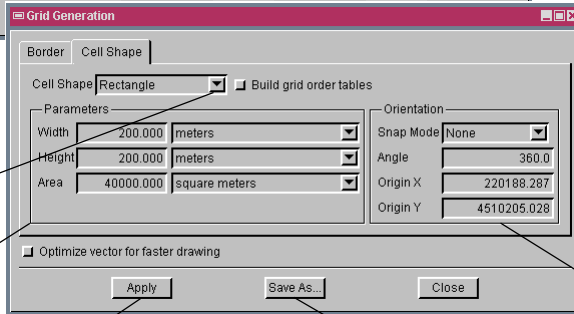 Grid Generation
Border Cell Shape
Cell Shape Rectangle Build grid order tables
Parameters Orientation
Width 200.000 meters Snap Mode None
Height 200.000 meters Angle 360.0
Area 40000.000 square meters Origin X 220188.287
Origin Y 4510205.028
Optimize vector for faster drawing
Apply Save As... Close